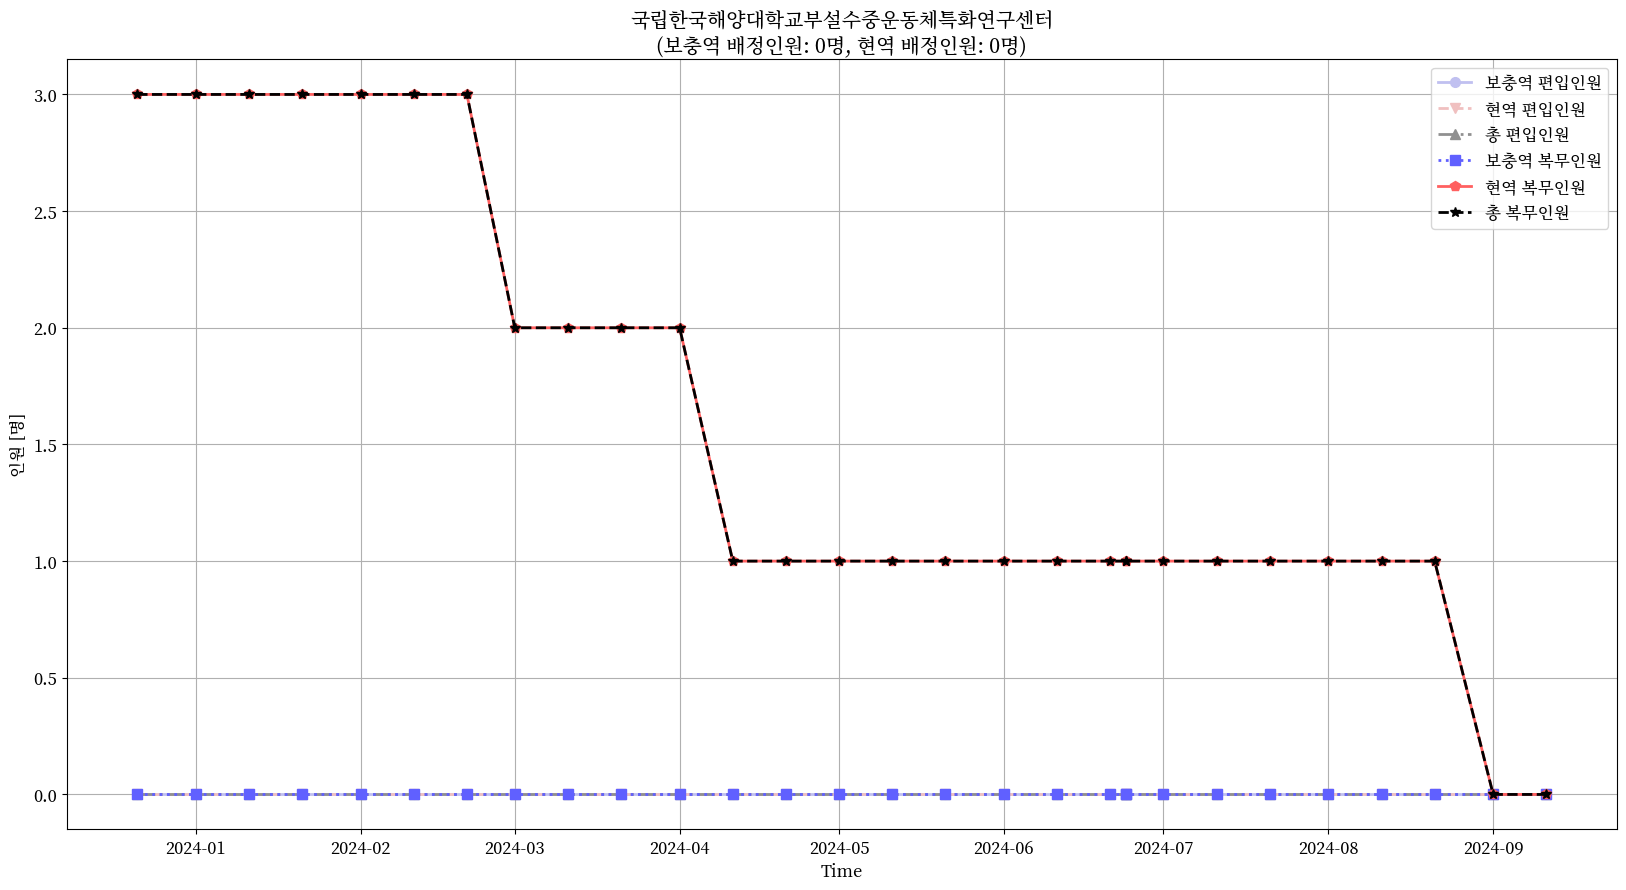 국립한국해양대학교부설수중운동체특화연구센터
(보충역 배정인원: 0명, 현역 배정인원: 0명)
보충역 편입인원
현역 편입인원
총 편입인원
보충역 복무인원
현역 복무인원
총 복무인원
인원 [명]
3.0
2.5
2.0
1.5
1.0
0.5
0.0
2024-01
2024-02
2024-03
2024-04
2024-05
2024-06
2024-07
2024-08
2024-09
Time